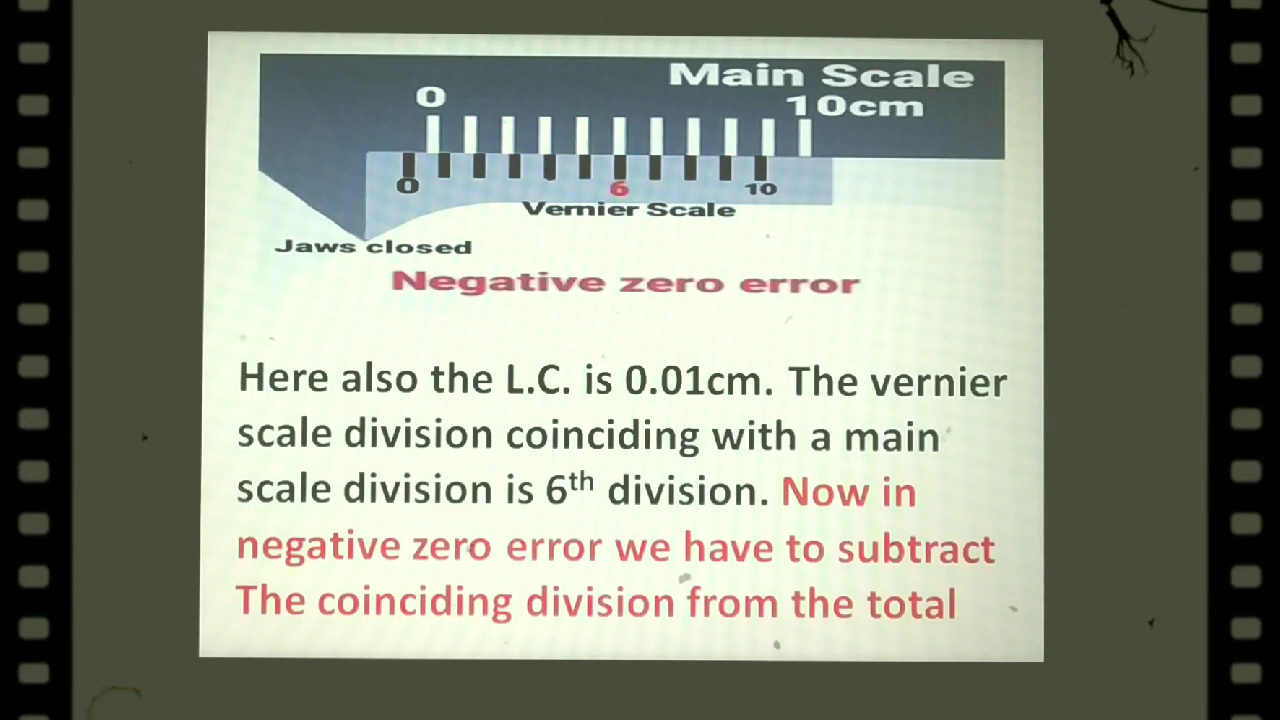 Main Scale
0
10cm
0
6
10
Vernier Scale
Jaws closed
Negative zero error
Here also the L.C. is 0.01cm. The vernier
scale division coinciding with a main
scale division is 6th division. Now in
negative zero error we have to subtract
The coinciding division from the total